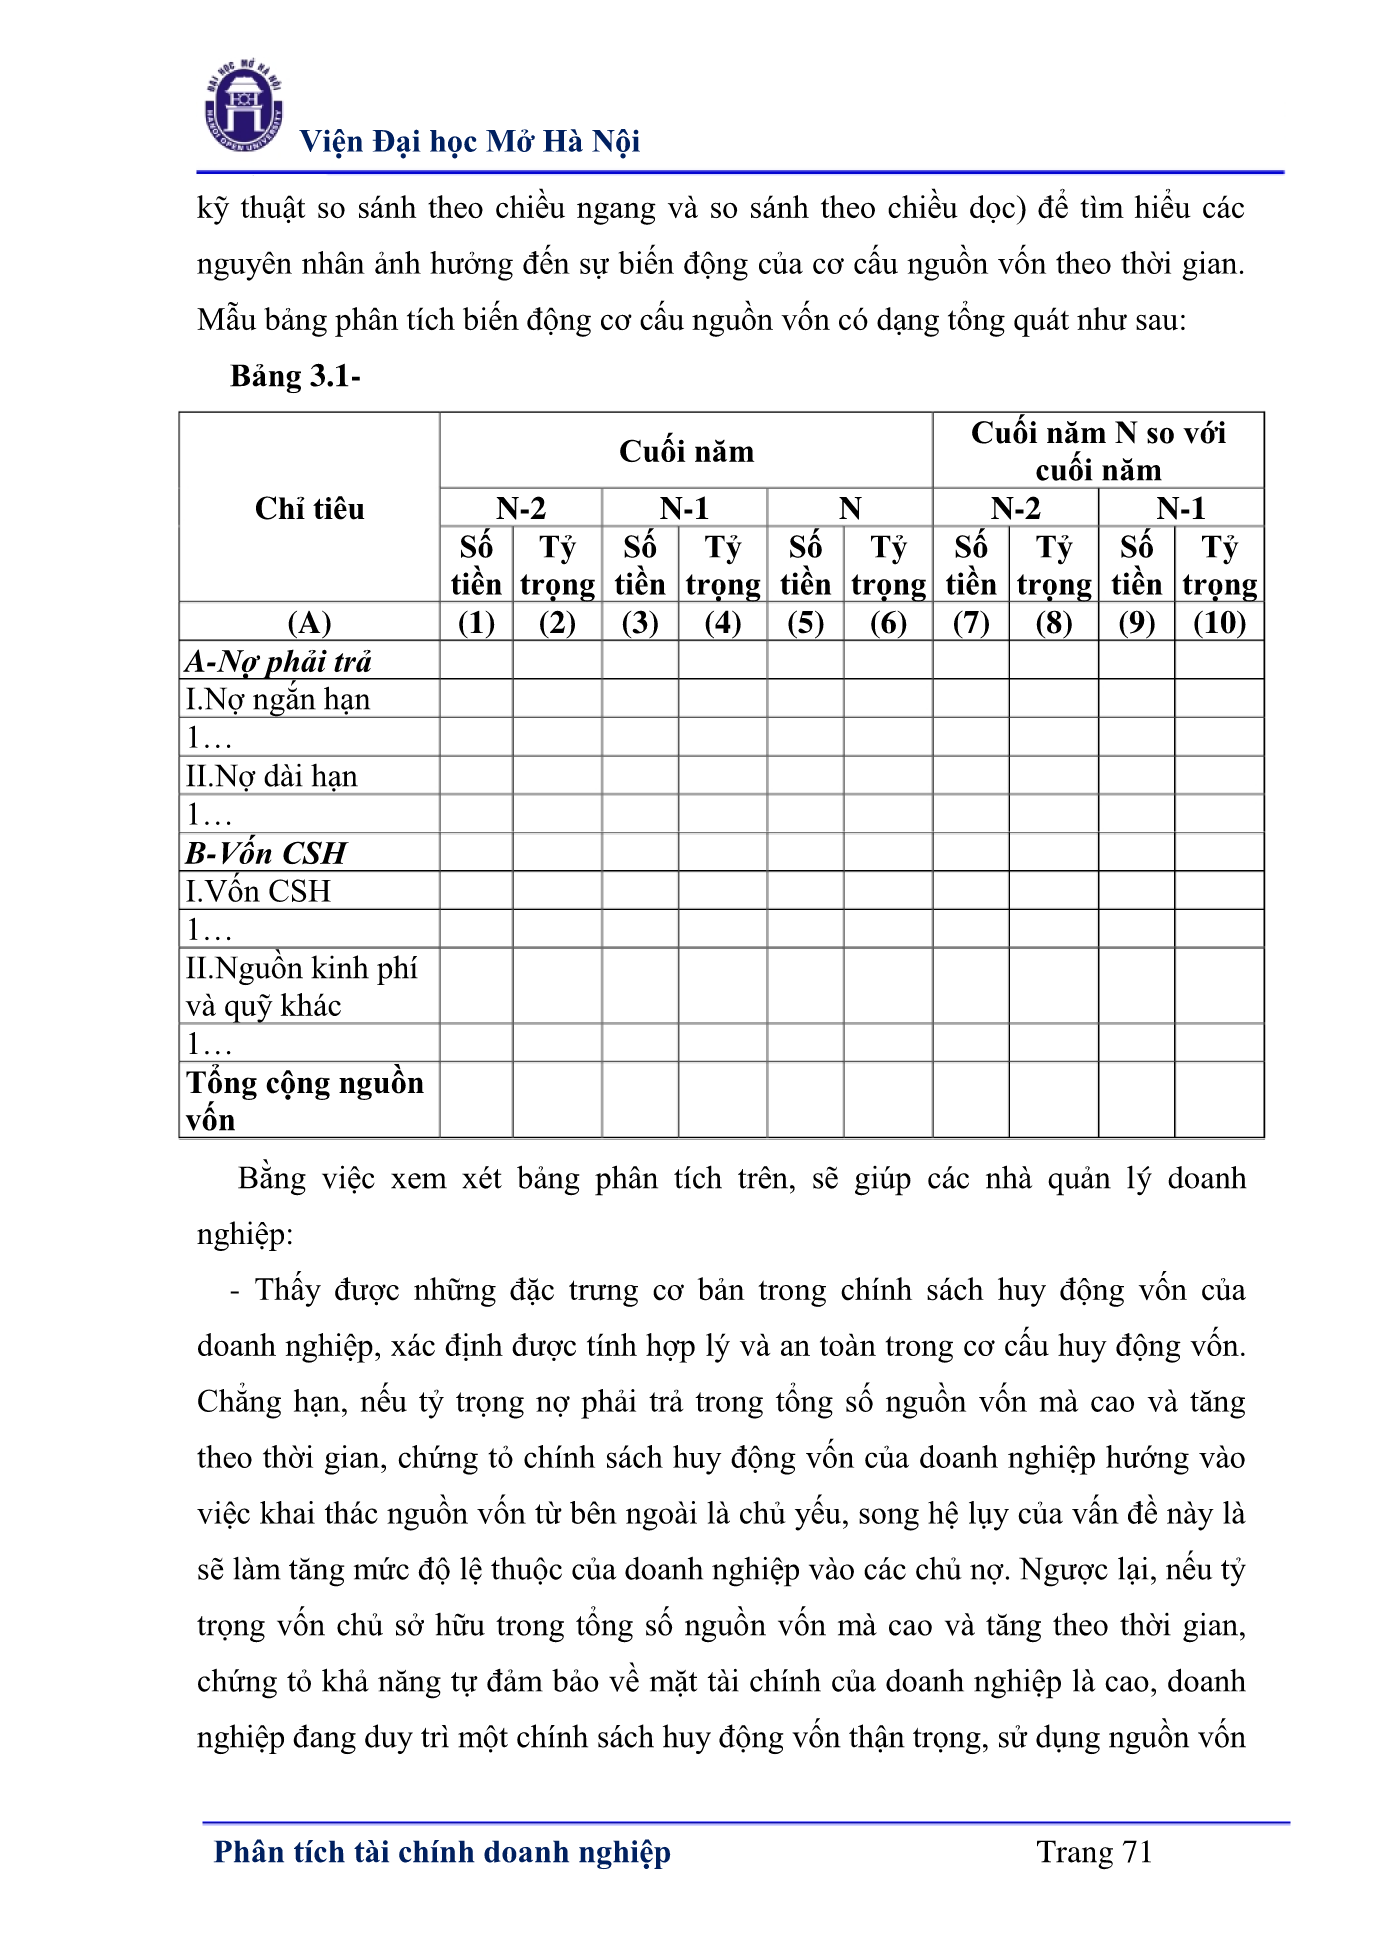 ĐẠI HỌC MỞ HÀ NỘI
HANOI OPEN UNIVERSITY
Viện Đại học Mở Hà Nội
kỹ thuật so sánh theo chiều ngang và so sánh theo chiều dọc) để tìm hiểu các
nguyên nhân ảnh hưởng đến sự biến động của cơ cấu nguồn vốn theo thời gian.
Mẫu bảng phân tích biến động cơ cấu nguồn vốn có dạng tổng quát như sau:
Bảng 3.1-
Chỉ tiêu
Cuối năm
Cuối năm N so với
cuối năm
N-2 N-1 N N-2 N-1
Số Tỷ Số Tỷ Số Tỷ Số Tỷ Số Tỷ
tiền trọng tiền trọng tiền trọng tiền trọng tiền trọng
(A) (1) (2) (3) (4) (5) (6) (7) (8) (9) (10)
A-Nợ phải trả
I.Nợ ngắn hạn
1…
II.Nợ dài hạn
1…
B-Vốn CSH
I.Vốn CSH
1…
II.Nguồn kinh phí
và quỹ khác
1…
Tổng cộng nguồn
vốn
Bằng việc xem xét bảng phân tích trên, sẽ giúp các nhà quản lý doanh
nghiệp:
- Thấy được những đặc trưng cơ bản trong chính sách huy động vốn của
doanh nghiệp, xác định được tính hợp lý và an toàn trong cơ cấu huy động vốn.
Chẳng hạn, nếu tỷ trọng nợ phải trả trong tổng số nguồn vốn mà cao và tăng
theo thời gian, chứng tỏ chính sách huy động vốn của doanh nghiệp hướng vào
việc khai thác nguồn vốn từ bên ngoài là chủ yếu, song hệ lụy của vấn đề này là
sẽ làm tăng mức độ lệ thuộc của doanh nghiệp vào các chủ nợ. Ngược lại, nếu tỷ
trọng vốn chủ sở hữu trong tổng số nguồn vốn mà cao và tăng theo thời gian,
chứng tỏ khả năng tự đảm bảo về mặt tài chính của doanh nghiệp là cao, doanh
nghiệp đang duy trì một chính sách huy động vốn thận trọng, sử dụng nguồn vốn
Phân tích tài chính doanh nghiệp Trang 71